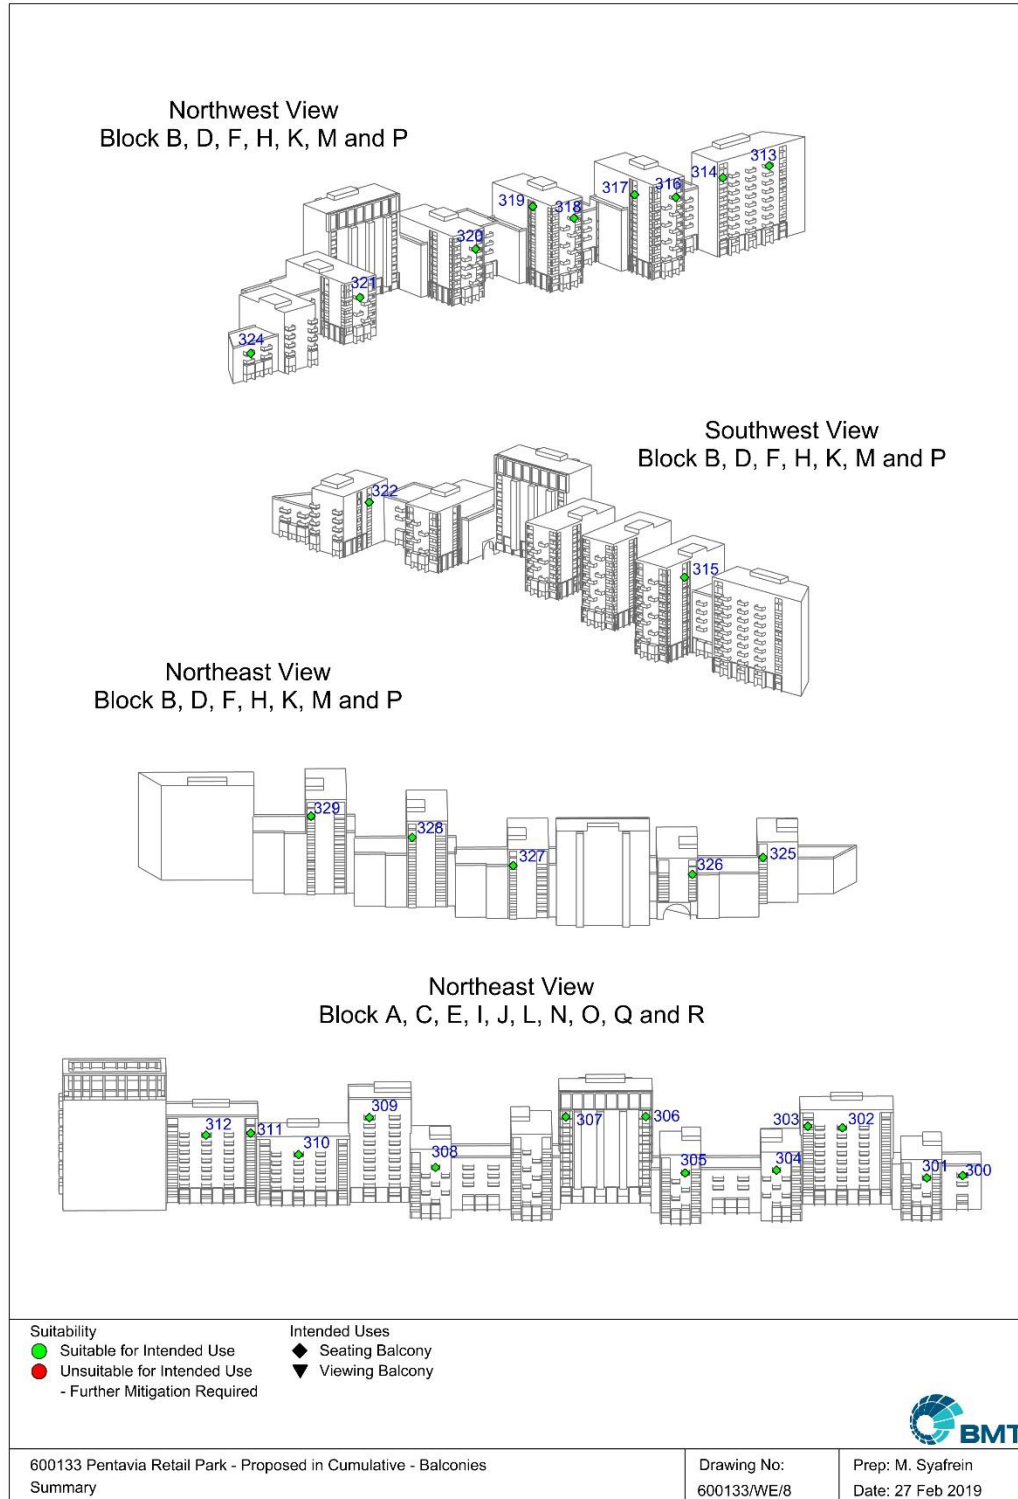 Northwest View
Block B, D, F, H, K, M and P
313
314
316
317
318
319
320
321
324
Southwest View
Block B, D, F, H, K, M and P
322
315
Northeast View
Block B, D, F, H, K, M and P
329
328
327
326
325
Northeast View
Block A, C, E, I, J, L, N, O, Q and R
312
311
310
309
308
307
306
305
304
303
302
301
300
Suitability
Suitable for Intended Use
Unsuitable for Intended Use
- Further Mitigation Required
Intended Uses
Seating Balcony
Viewing Balcony
BMT
600133 Pentavia Retail Park - Proposed in Cumulative - Balconies
Summary
Drawing No:
600133/WE/8
Prep: M. Syafrein
Date: 27 Feb 2019